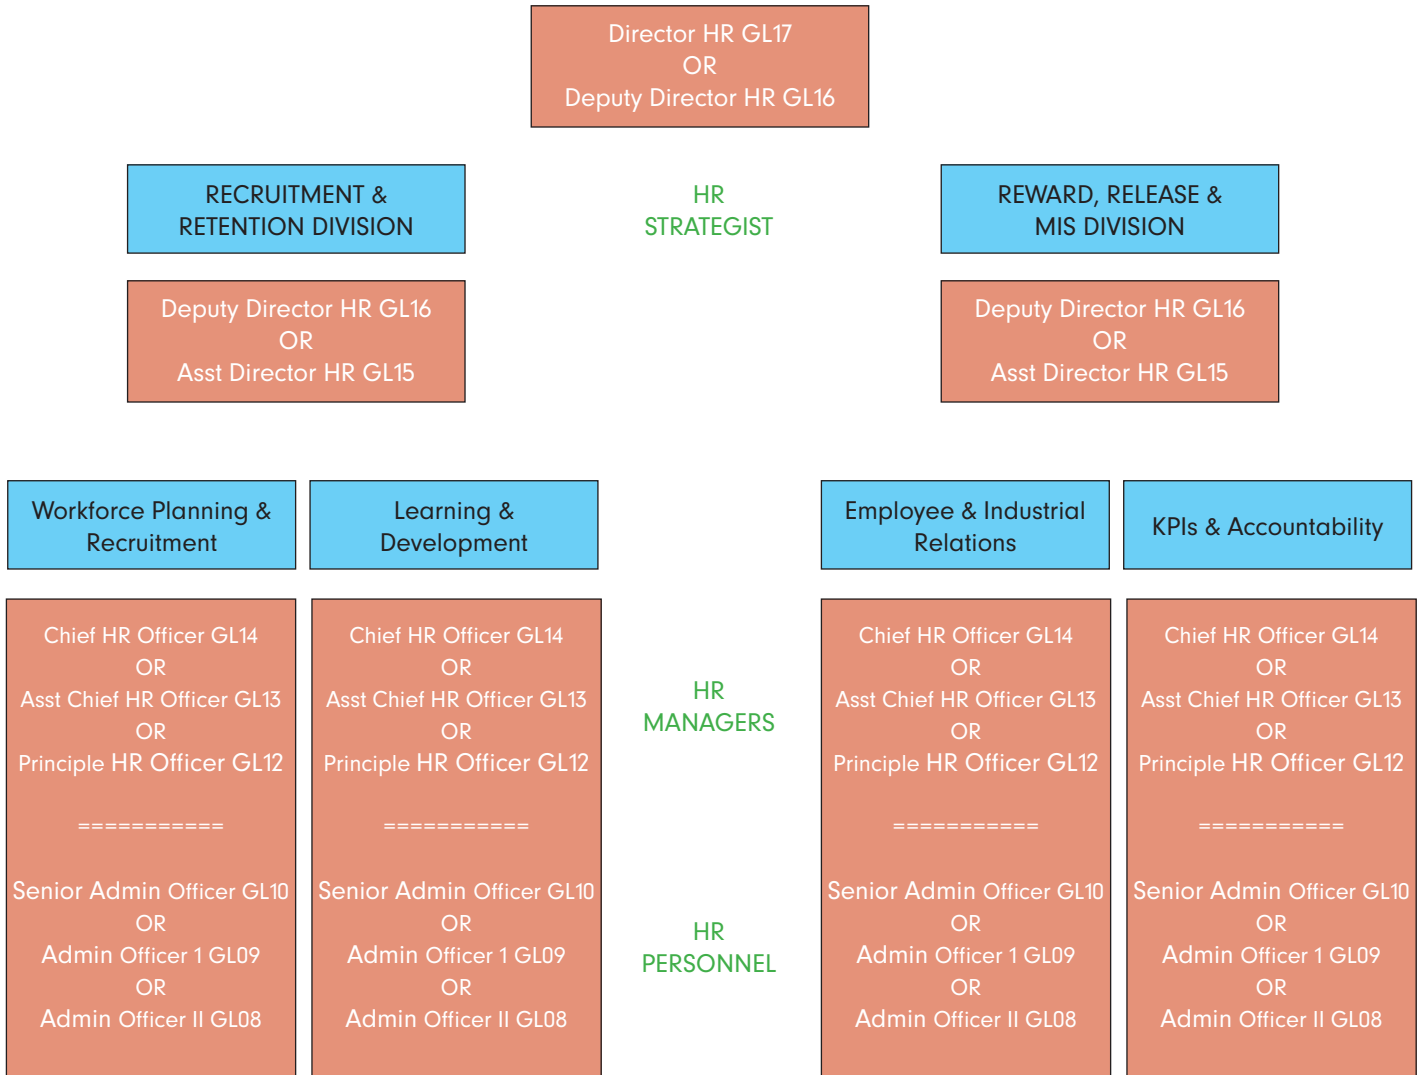 Director HR GL17
OR
Deputy Director HR GL16
RECRUITMENT &
RETENTION DIVISION
HR
STRATEGIST
REWARD, RELEASE &
MIS DIVISION
Deputy Director HR GL16
OR
Asst Director HR GL15
Deputy Director HR GL16
OR
Asst Director HR GL15
Workforce Planning &
Recruitment
Learning &
Development
Employee & Industrial
Relations
KPIs & Accountability
Chief HR Officer GL14
OR
Asst Chief HR Officer GL13
OR
Principle HR Officer GL12
===========
Senior Admin Officer GL10
OR
Admin Officer 1 GL09
OR
Admin Officer II GL08
Chief HR Officer GL14
OR
Asst Chief HR Officer GL13
OR
Principle HR Officer GL12
===========
Senior Admin Officer GL10
OR
Admin Officer 1 GL09
OR
Admin Officer II GL08
HR
MANAGERS
HR
PERSONNEL
Chief HR Officer GL14
OR
Asst Chief HR Officer GL13
OR
Principle HR Officer GL12
===========
Senior Admin Officer GL10
OR
Admin Officer 1 GL09
OR
Admin Officer II GL08
Chief HR Officer GL14
OR
Asst Chief HR Officer GL13
OR
Principle HR Officer GL12
===========
Senior Admin Officer GL10
OR
Admin Officer 1 GL09
OR
Admin Officer II GL08